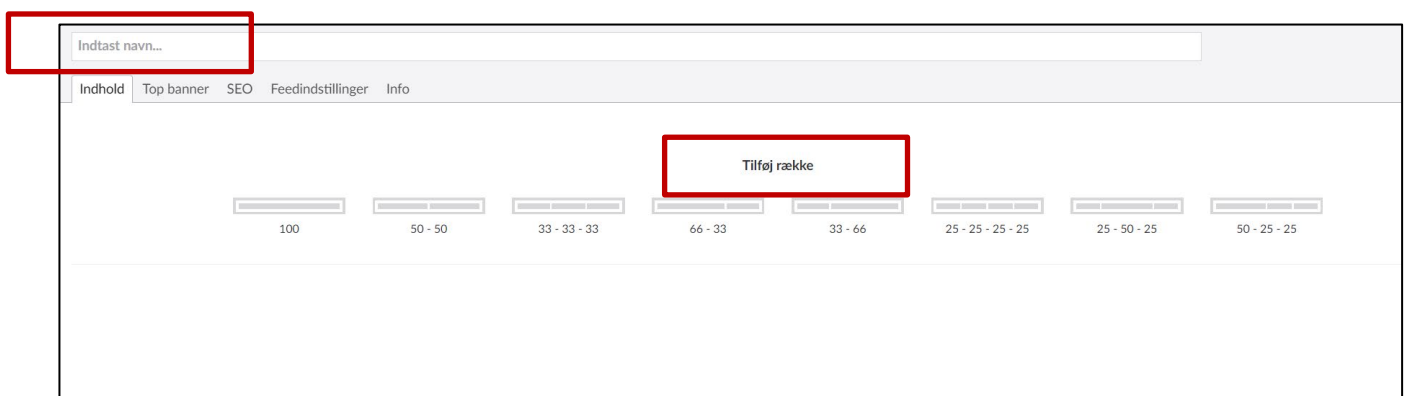 Indtast navn...
Indhold Top banner SEO Feedindstillinger Info
Tilføj række
100 50 - 50 33 - 33 - 33 66 - 33 33 - 66 25 - 25 - 25 - 25 25 - 50 - 25 50 - 25 - 25